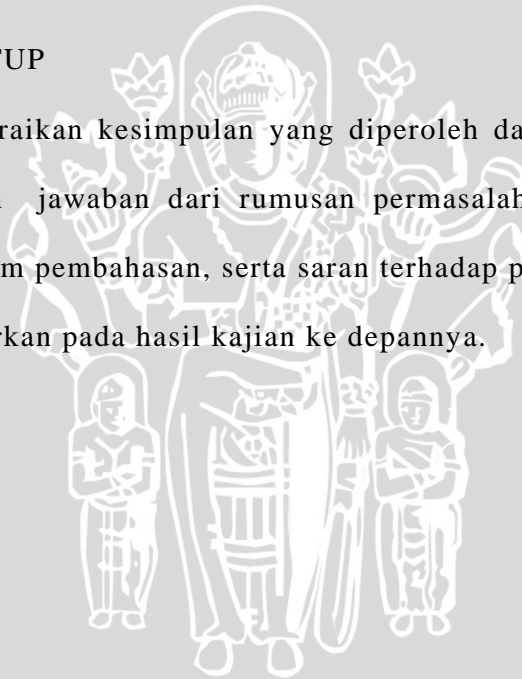 TUP
raikan kesimpulan yang diperoleh da
jawaban dari rumusan permasalah
m pembahasan, serta saran terhadap p
rkan pada hasil kajian ke depannya.